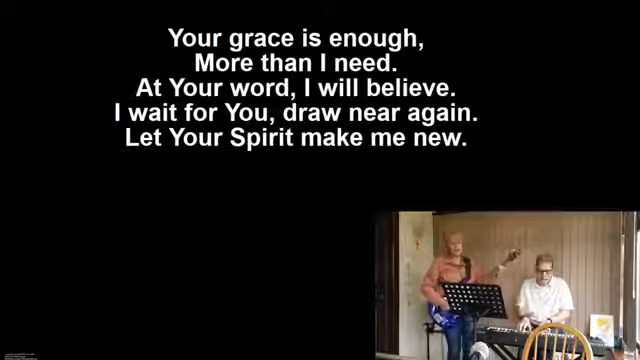 Your grace is enough,
More than I need.
At Your word, I will believe.
I wait for You, draw near again.
Let Your Spirit make me new.